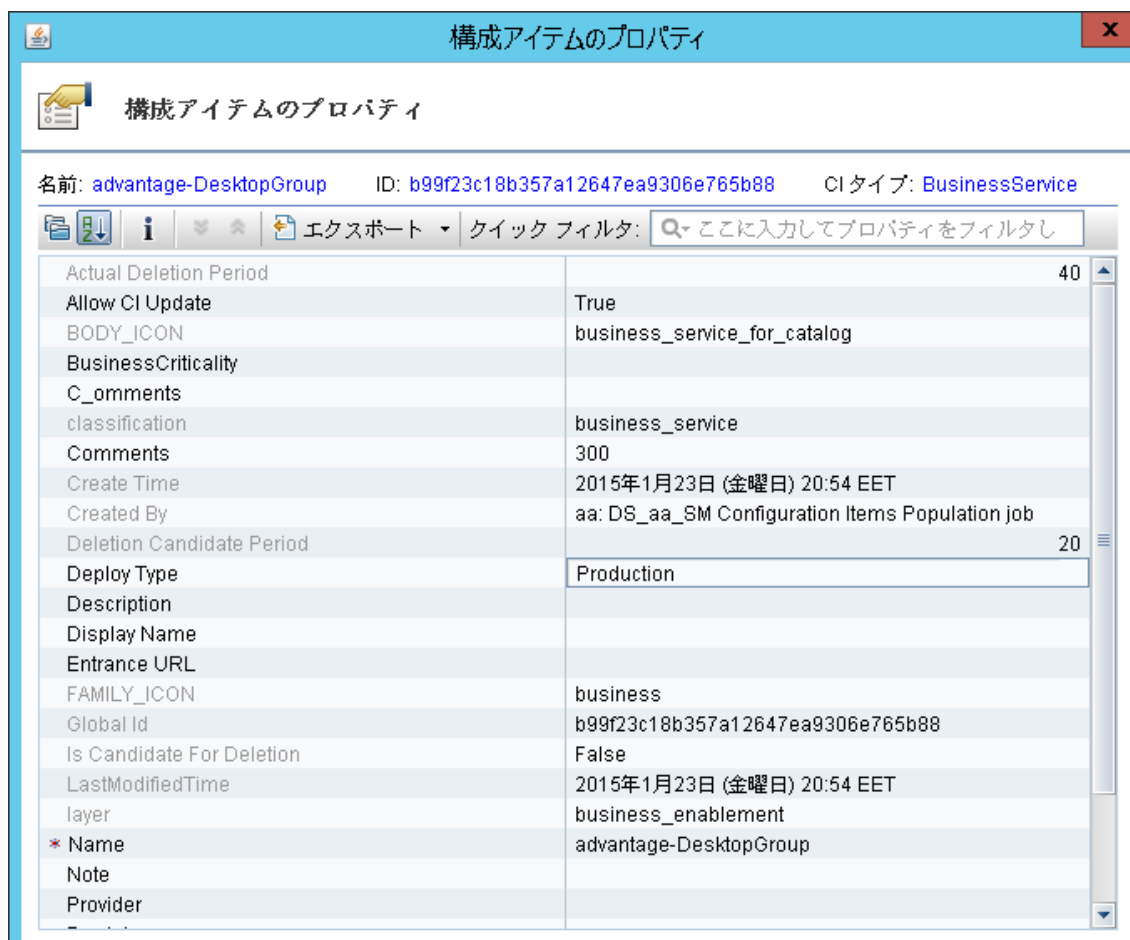 構成アイテムのプロパティ
x
構成アイテムのプロパティ
名前: advantage-DesktopGroup ID: b99f23c18b357a12647ea9306e765b88 CI タイプ: BusinessService
エクスポート クイック フィルタ: ここに入力してプロパティをフィルタし
Actual Deletion Period 40
Allow CI Update True
BODY_ICON business_service_for_catalog
BusinessCriticality
C_omments
classification business_service
Comments 300
Create Time 2015年1月23日 (金曜日) 20:54 EET
Created By aa: DS_aa_SM Configuration Items Population job
Deletion Candidate Period 20
Deploy Type Production
Description
Display Name
Entrance URL
FAMILY_ICON business
Global Id b99f23c18b357a12647ea9306e765b88
Is Candidate For Deletion False
LastModifiedTime 2015年1月23日 (金曜日) 20:54 EET
layer business_enablement
* Name advantage-DesktopGroup
Note
Provider